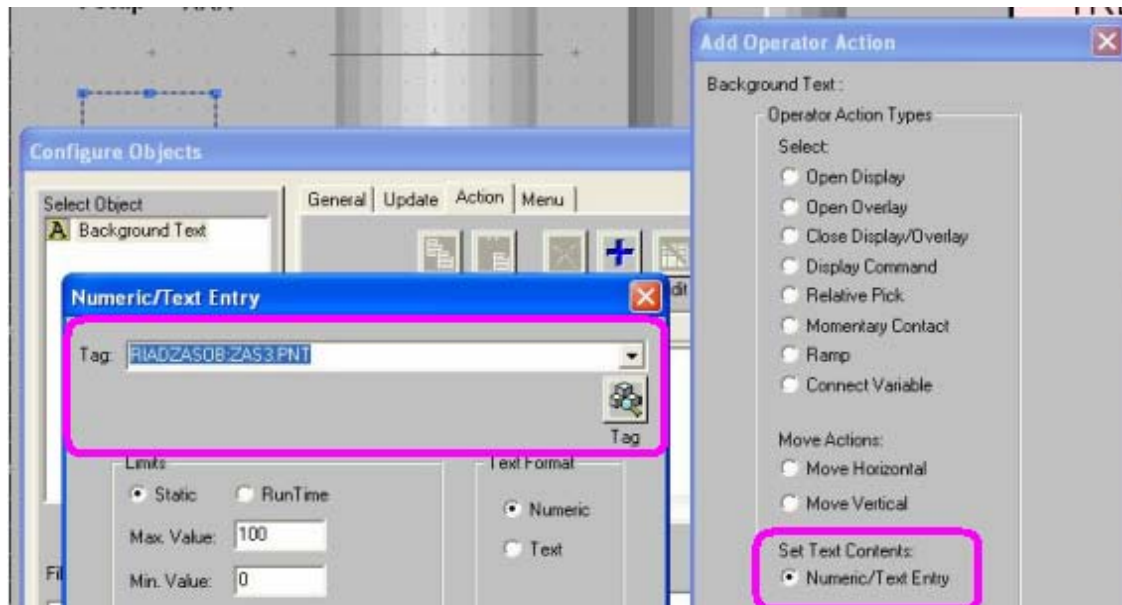 Add Operator Action
Background Text :
Operator Action Types
Select:
Open Display
Open Overlay
Close Display/Overlay
Display Command
Relative Pick
Momentary Contact
Ramp
Connect Variable
Move Actions:
Move Horizontal
Move Vertical
Set Text Contents:
Numeric/Text Entry
Configure Objects
Select Object
Background Text
General
Update
Action
Menu
Numeric/Text Entry
Tag: RIADZASOB:ZAS3.PNT
Tag
Limits
Static
RunTime
Max. Value: 100
Min. Value: 0
Text Format
Numeric
Text